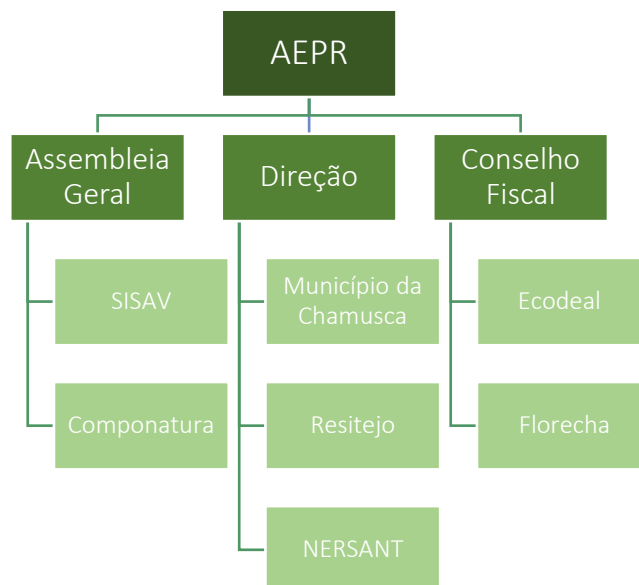 AEPR
Assembleia
Geral
Direção
Conselho
Fiscal
SISAV
Município da
Chamusca
Ecodeal
Componatura
Resitejo
Florecha
NERSANT